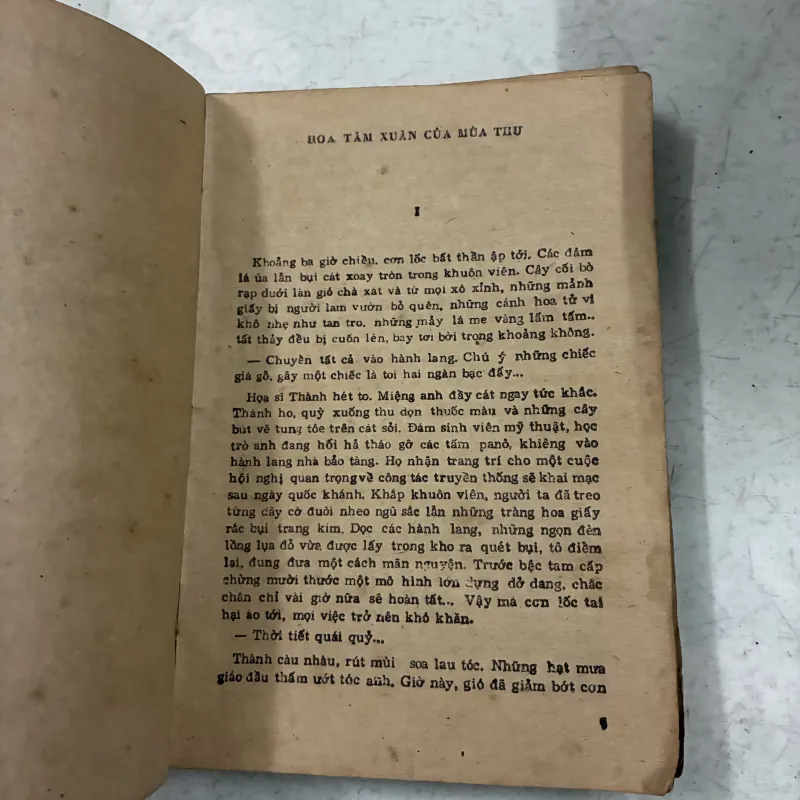 HOA TẦM XUÂN CỦA MÙA THU
I
Khoảng ba giờ chiều, cơn lốc bất thần ập tới. Các đám
lá úa lẫn bụi cát xoay tròn trong khuôn viên. Cây cối bò
rạp dưới làn gió chà xát và từ mọi xó xỉnh, những mảnh
giấy bị người làm vườn bỏ quên, những cánh hoa tử vi
khô nhẹ như tàn tro, những mảy lá me vàng lấm tấm..
tất thảy đều bị cuốn lên, bay tơi bời trong khoảng không.
— Chuyền tất cả vào hành lang. Chú ý những chiếc
giá gỗ, gãy một chiếc là toi hai ngàn bạc đấy...
Họa sĩ Thành hét to. Miệng anh đầy cát ngay tức khắc.
Thành ho, quỳ xuống thu dọn thuốc màu và những cây
bút vẽ tung tóe trên cát sỏi. Đám sinh viên mỹ thuật, học
trò anh đang hối hả tháo gỡ các tấm panô, khiêng vào
hành lang nhà bảo tàng. Họ nhận trang trí cho một cuộc
hội nghị quan trọng về công tác truyền thống sẽ khai mạc
sau ngày quốc khánh. Khắp khuôn viên, người ta đã treo
từng dây cờ đuôi nheo ngũ sắc lẫn những tràng hoa giấy
rắc bụi trang kim. Dọc các hành lang, những ngọn đèn
lồng lụa đỏ vừa được lấy trong kho ra quét bụi, tô điểm
lại, đung đưa một cách mãn nguyện. Trước bậc tam cấp
chừng mười thước một mô hình lớn dựng dở dang, chắc
chắn chỉ vài giờ nữa sẽ hoàn tất... Vậy mà cơn lốc tai
hại ào tới, mọi việc trở nên khó khăn.
— Thời tiết quái quỷ...
Thành càu nhàu, rút mùi soa lau tóc. Những hạt mưa
giáo đầu thấm ướt tóc anh. Giờ này, gió đã giảm bớt cơn
5